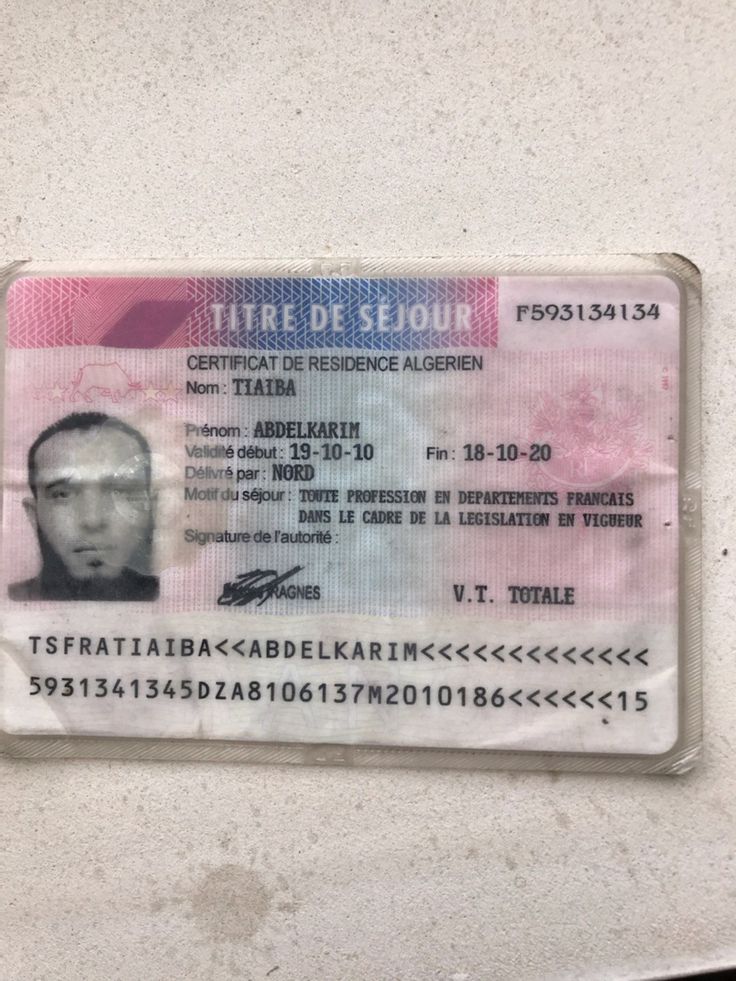 TITRE DE SÉJOUR F593134134
CERTIFICAT DE RESIDENCE ALGERIEN
Nom : TIAIBA
Prénom : ABDELKARIM
Validité début : 19-10-10 Fin : 18-10-20
Délivré par : NORD
Motif du séjour : TOUTE PROFESSION EN DEPARTEMENTS FRANCAIS
DANS LE CADRE DE LA LEGISLATION EN VIGUEUR
Signature de l'autorité :
V.T. TOTALE
TSFRATIAIBA<<ABDELKARIM<<<<<<<<<<<<<
5931341345DZA8106137M2010186<<<<<<15